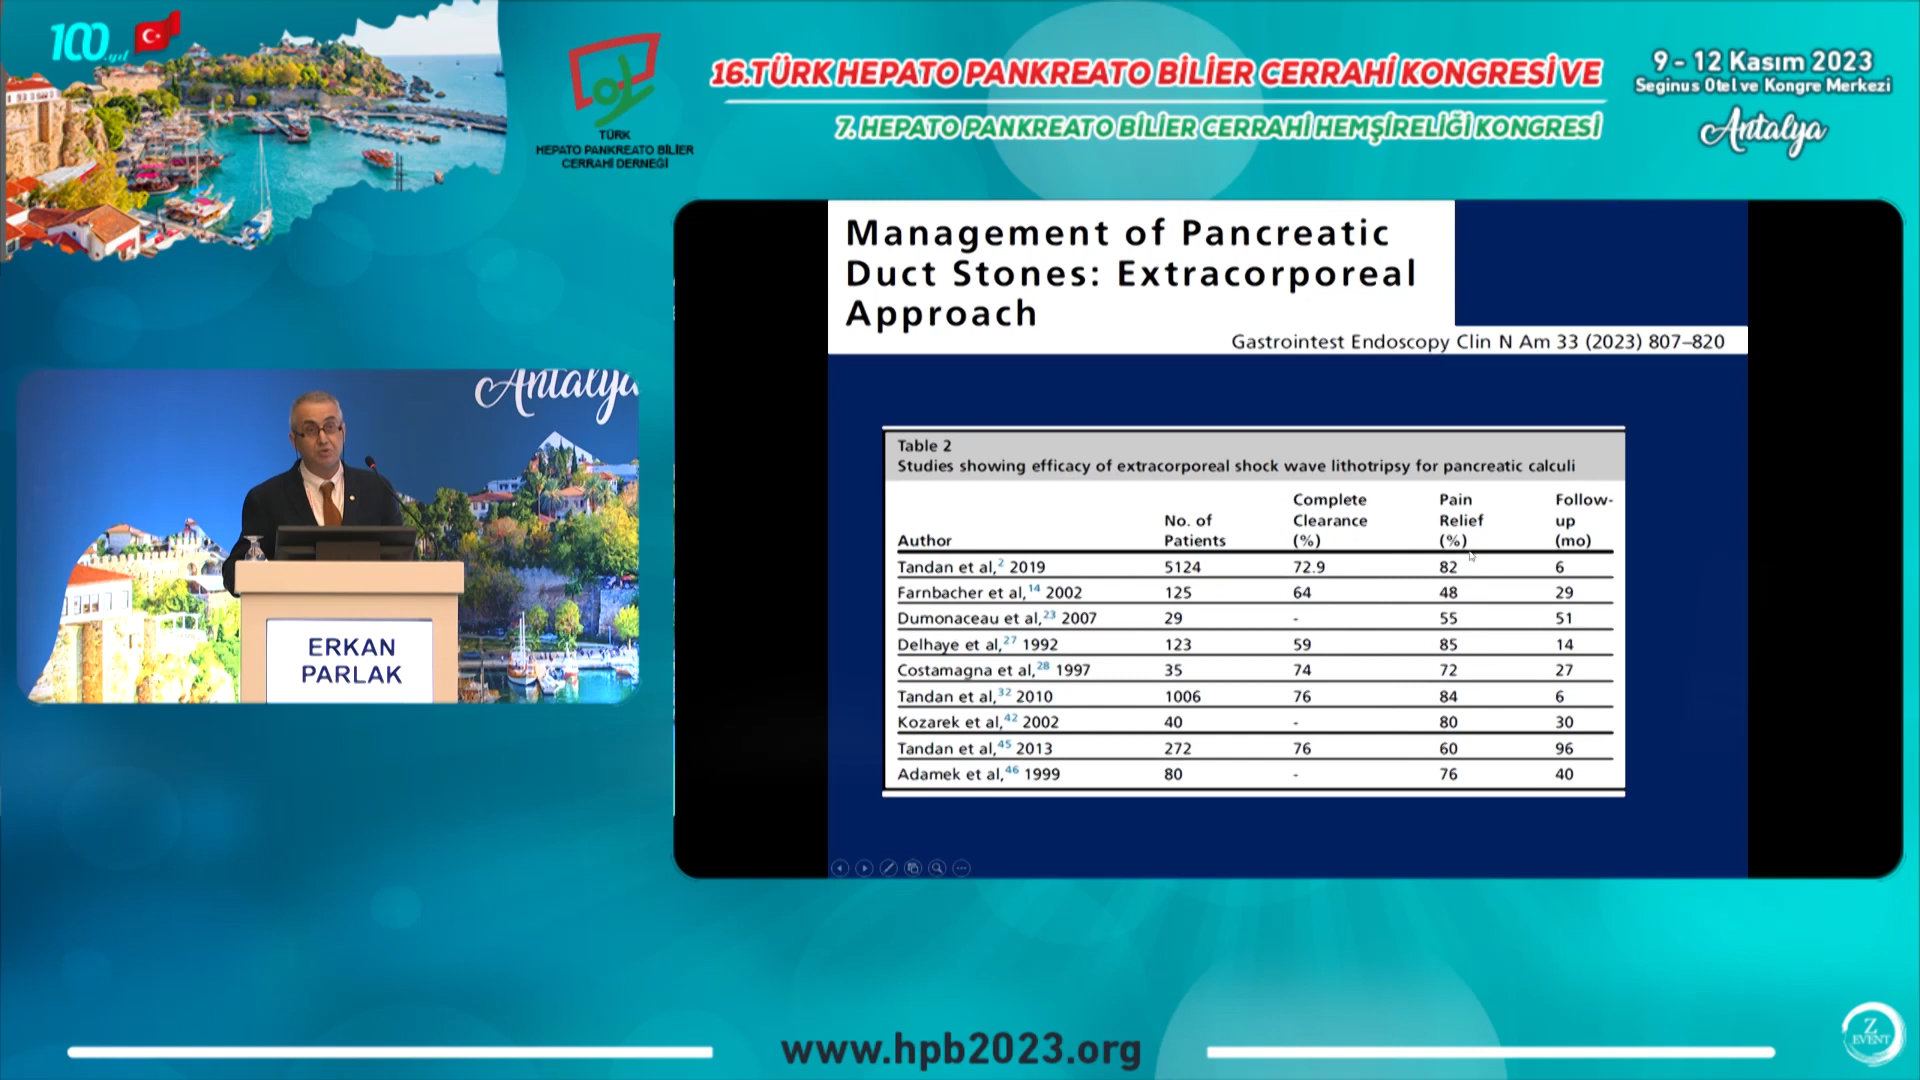 100.yıl
TÜRK
HEPATO PANKREATO BİLİER
CERRAHİ DERNEĞİ
16.TÜRK HEPATO PANKREATO BİLİER CERRAHİ KONGRESİ VE
7. HEPATO PANKREATO BİLİER CERRAHİ HEMŞİRELİĞİ KONGRESİ
9 - 12 Kasım 2023
Seginus Otel ve Kongre Merkezi
Antalya
Antalya
ERKAN
PARLAK
Management of Pancreatic
Duct Stones: Extracorporeal
Approach
Gastrointest Endoscopy Clin N Am 33 (2023) 807–820
Table 2
Studies showing efficacy of extracorporeal shock wave lithotripsy for pancreatic calculi
Author No. of Patients Complete Clearance (%) Pain Relief (%) Follow-up (mo)
Tandan et al,2 2019 5124 72.9 82 6
Farnbacher et al,14 2002 125 64 48 29
Dumonaceau et al,23 2007 29 - 55 51
Delhaye et al,27 1992 123 59 85 14
Costamagna et al,28 1997 35 74 72 27
Tandan et al,32 2010 1006 76 84 6
Kozarek et al,42 2002 40 - 80 30
Tandan et al,45 2013 272 76 60 96
Adamek et al,46 1999 80 - 76 40
www.hpb2023.org
Z
EVENT